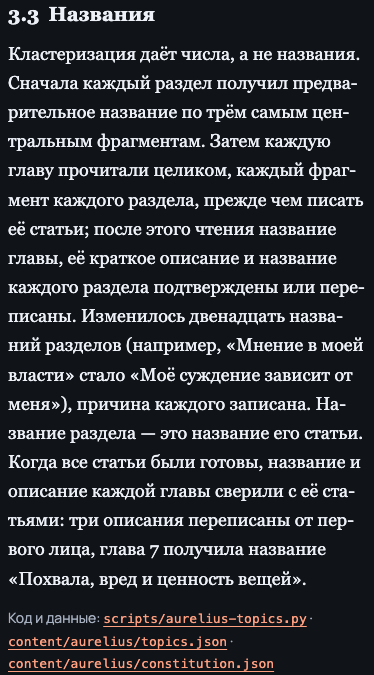 3.3 Названия
Кластеризация даёт числа, а не названия.
Сначала каждый раздел получил предва-
рительное название по трём самым цен-
тральным фрагментам. Затем каждую
главу прочитали целиком, каждый фраг-
мент каждого раздела, прежде чем писать
её статьи; после этого чтения название
главы, её краткое описание и название
каждого раздела подтверждены или пере-
писаны. Изменилось двенадцать назва-
ний разделов (например, «Мнение в моей
власти» стало «Моё суждение зависит от
меня»), причина каждого записана. На-
звание раздела — это название его статьи.
Когда все статьи были готовы, название и
описание каждой главы сверили с её ста-
тьями: три описания переписаны от пер-
вого лица, глава 7 получила название
«Похвала, вред и ценность вещей».
Код и данные: scripts/aurelius-topics.py ·
content/aurelius/topics.json ·
content/aurelius/constitution.json